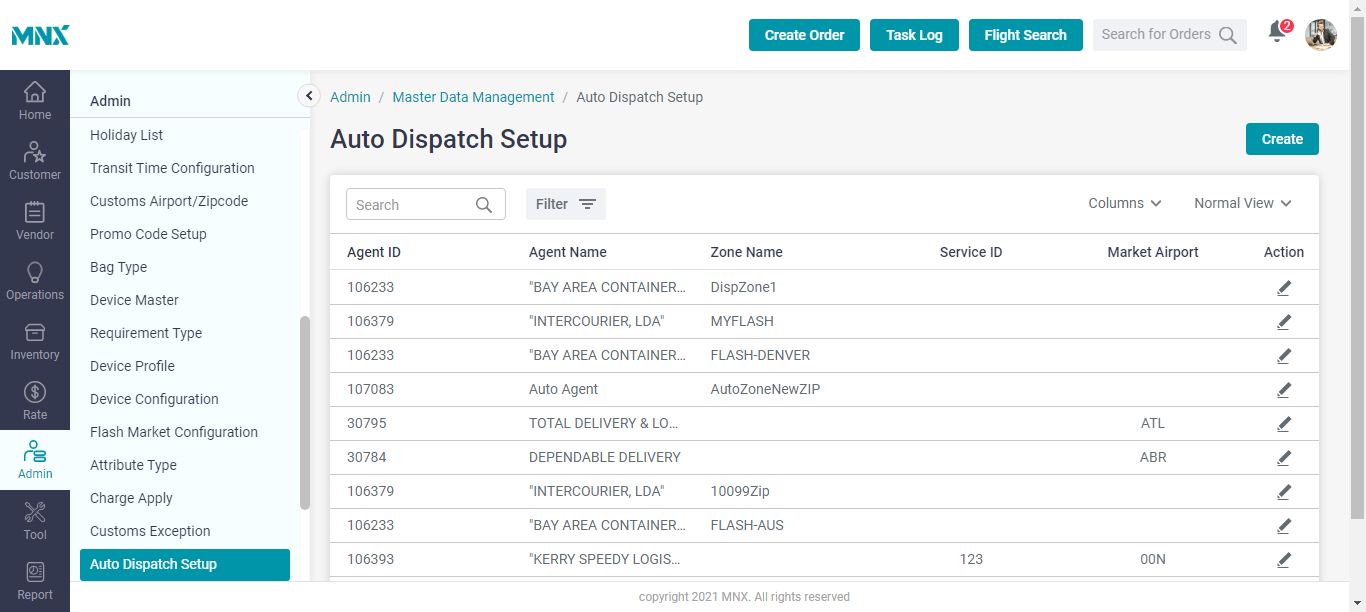 MNX
Create Order
Task Log
Flight Search
Search for Orders
2
Home
Customer
Vendor
Operations
Inventory
Rate
Admin
Tool
Report
Admin
Holiday List
Transit Time Configuration
Customs Airport/Zipcode
Promo Code Setup
Bag Type
Device Master
Requirement Type
Device Profile
Device Configuration
Flash Market Configuration
Attribute Type
Charge Apply
Customs Exception
Auto Dispatch Setup
Admin / Master Data Management / Auto Dispatch Setup
Auto Dispatch Setup
Create
Search
Filter
Columns
Normal View
Agent ID Agent Name Zone Name Service ID Market Airport Action
106233 "BAY AREA CONTAINER... DispZone1
106379 "INTERCOURIER, LDA" MYFLASH
106233 "BAY AREA CONTAINER... FLASH-DENVER
107083 Auto Agent AutoZoneNewZIP
30795 TOTAL DELIVERY & LO... ATL
30784 DEPENDABLE DELIVERY ABR
106379 "INTERCOURIER, LDA" 10099Zip
106233 "BAY AREA CONTAINER... FLASH-AUS
106393 "KERRY SPEEDY LOGIS... 123 00N
copyright 2021 MNX. All rights reserved